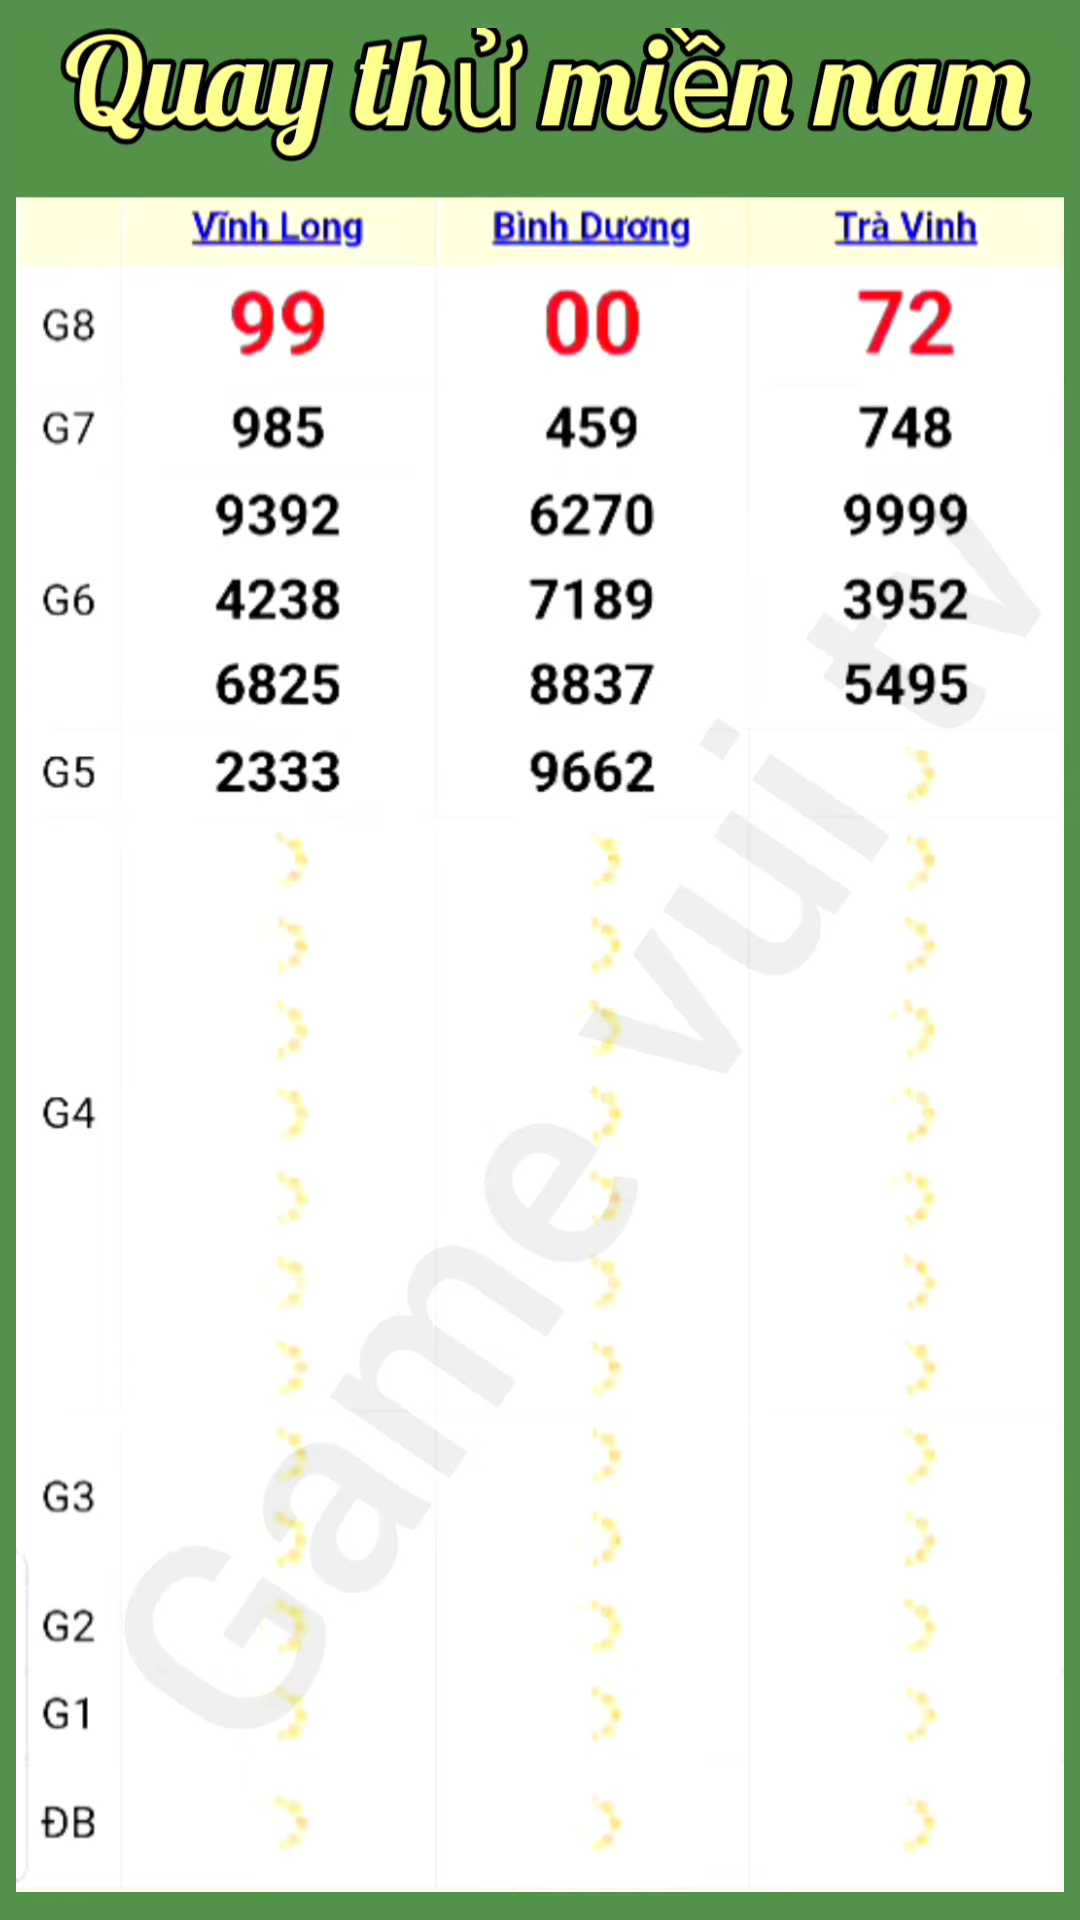 Quay thử miền nam
Vĩnh Long Bình Dương Trà Vinh
G8 99 00 72
G7 985 459 748
9392 6270 9999
G6 4238 7189 3952
6825 8837 5495
G5 2333 9662
G4
G3
G2
G1
ĐB
Game vui tv